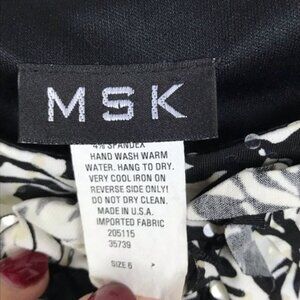 MSK
4% SPANDEX
HAND WASH WARM
WATER. HANG TO DRY.
VERY COOL IRON ON
REVERSE SIDE ONLY!
DO NOT DRY CLEAN.
MADE IN U.S.A.
IMPORTED FABRIC
205115
35739
SIZE 6 >